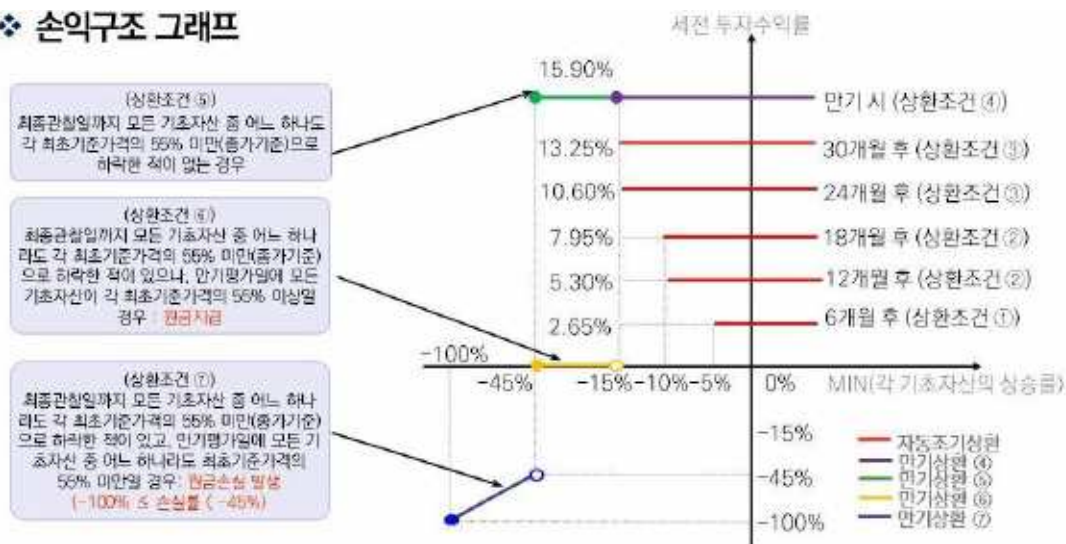 ❖ 손익구조 그래프
세전 투자수익률
15.90%
(상환조건 ⑤)
최종관찰일까지 모든 기초자산 중 어느 하나도
각 최초기준가격의 55% 미만(종가기준)으로
하락한 적이 없는 경우
만기 시 (상환조건 ④)
13.25%
30개월 후 (상환조건 ③)
10.60%
24개월 후 (상환조건 ③)
(상환조건 ⑥)
최종관찰일까지 모든 기초자산 중 어느 하나
라도 각 최초기준가격의 55% 미만(종가기준)
으로 하락한 적이 있으나, 만기평가일에 모든
기초자산이 각 최초기준가격의 55% 이상일
경우 : 원금지급
7.95%
18개월 후 (상환조건 ②)
5.30%
12개월 후 (상환조건 ②)
2.65%
6개월 후 (상환조건 ①)
-100%
-45%
-15%
-10%
-5%
0%
MIN(각 기초자산의 상승률)
(상환조건 ⑦)
최종관찰일까지 모든 기초자산 중 어느 하나
라도 각 최초기준가격의 55% 미만(종가기준)
으로 하락한 적이 있고, 만기평가일에 모든 기
초자산 중 어느 하나라도 최초기준가격의
55% 미만일 경우: 원금손실 발생
(-100% ≤ 손실률 < -45%)
-15%
-45%
-100%
자동조기상환
만기상환 ④
만기상환 ⑤
만기상환 ⑥
만기상환 ⑦